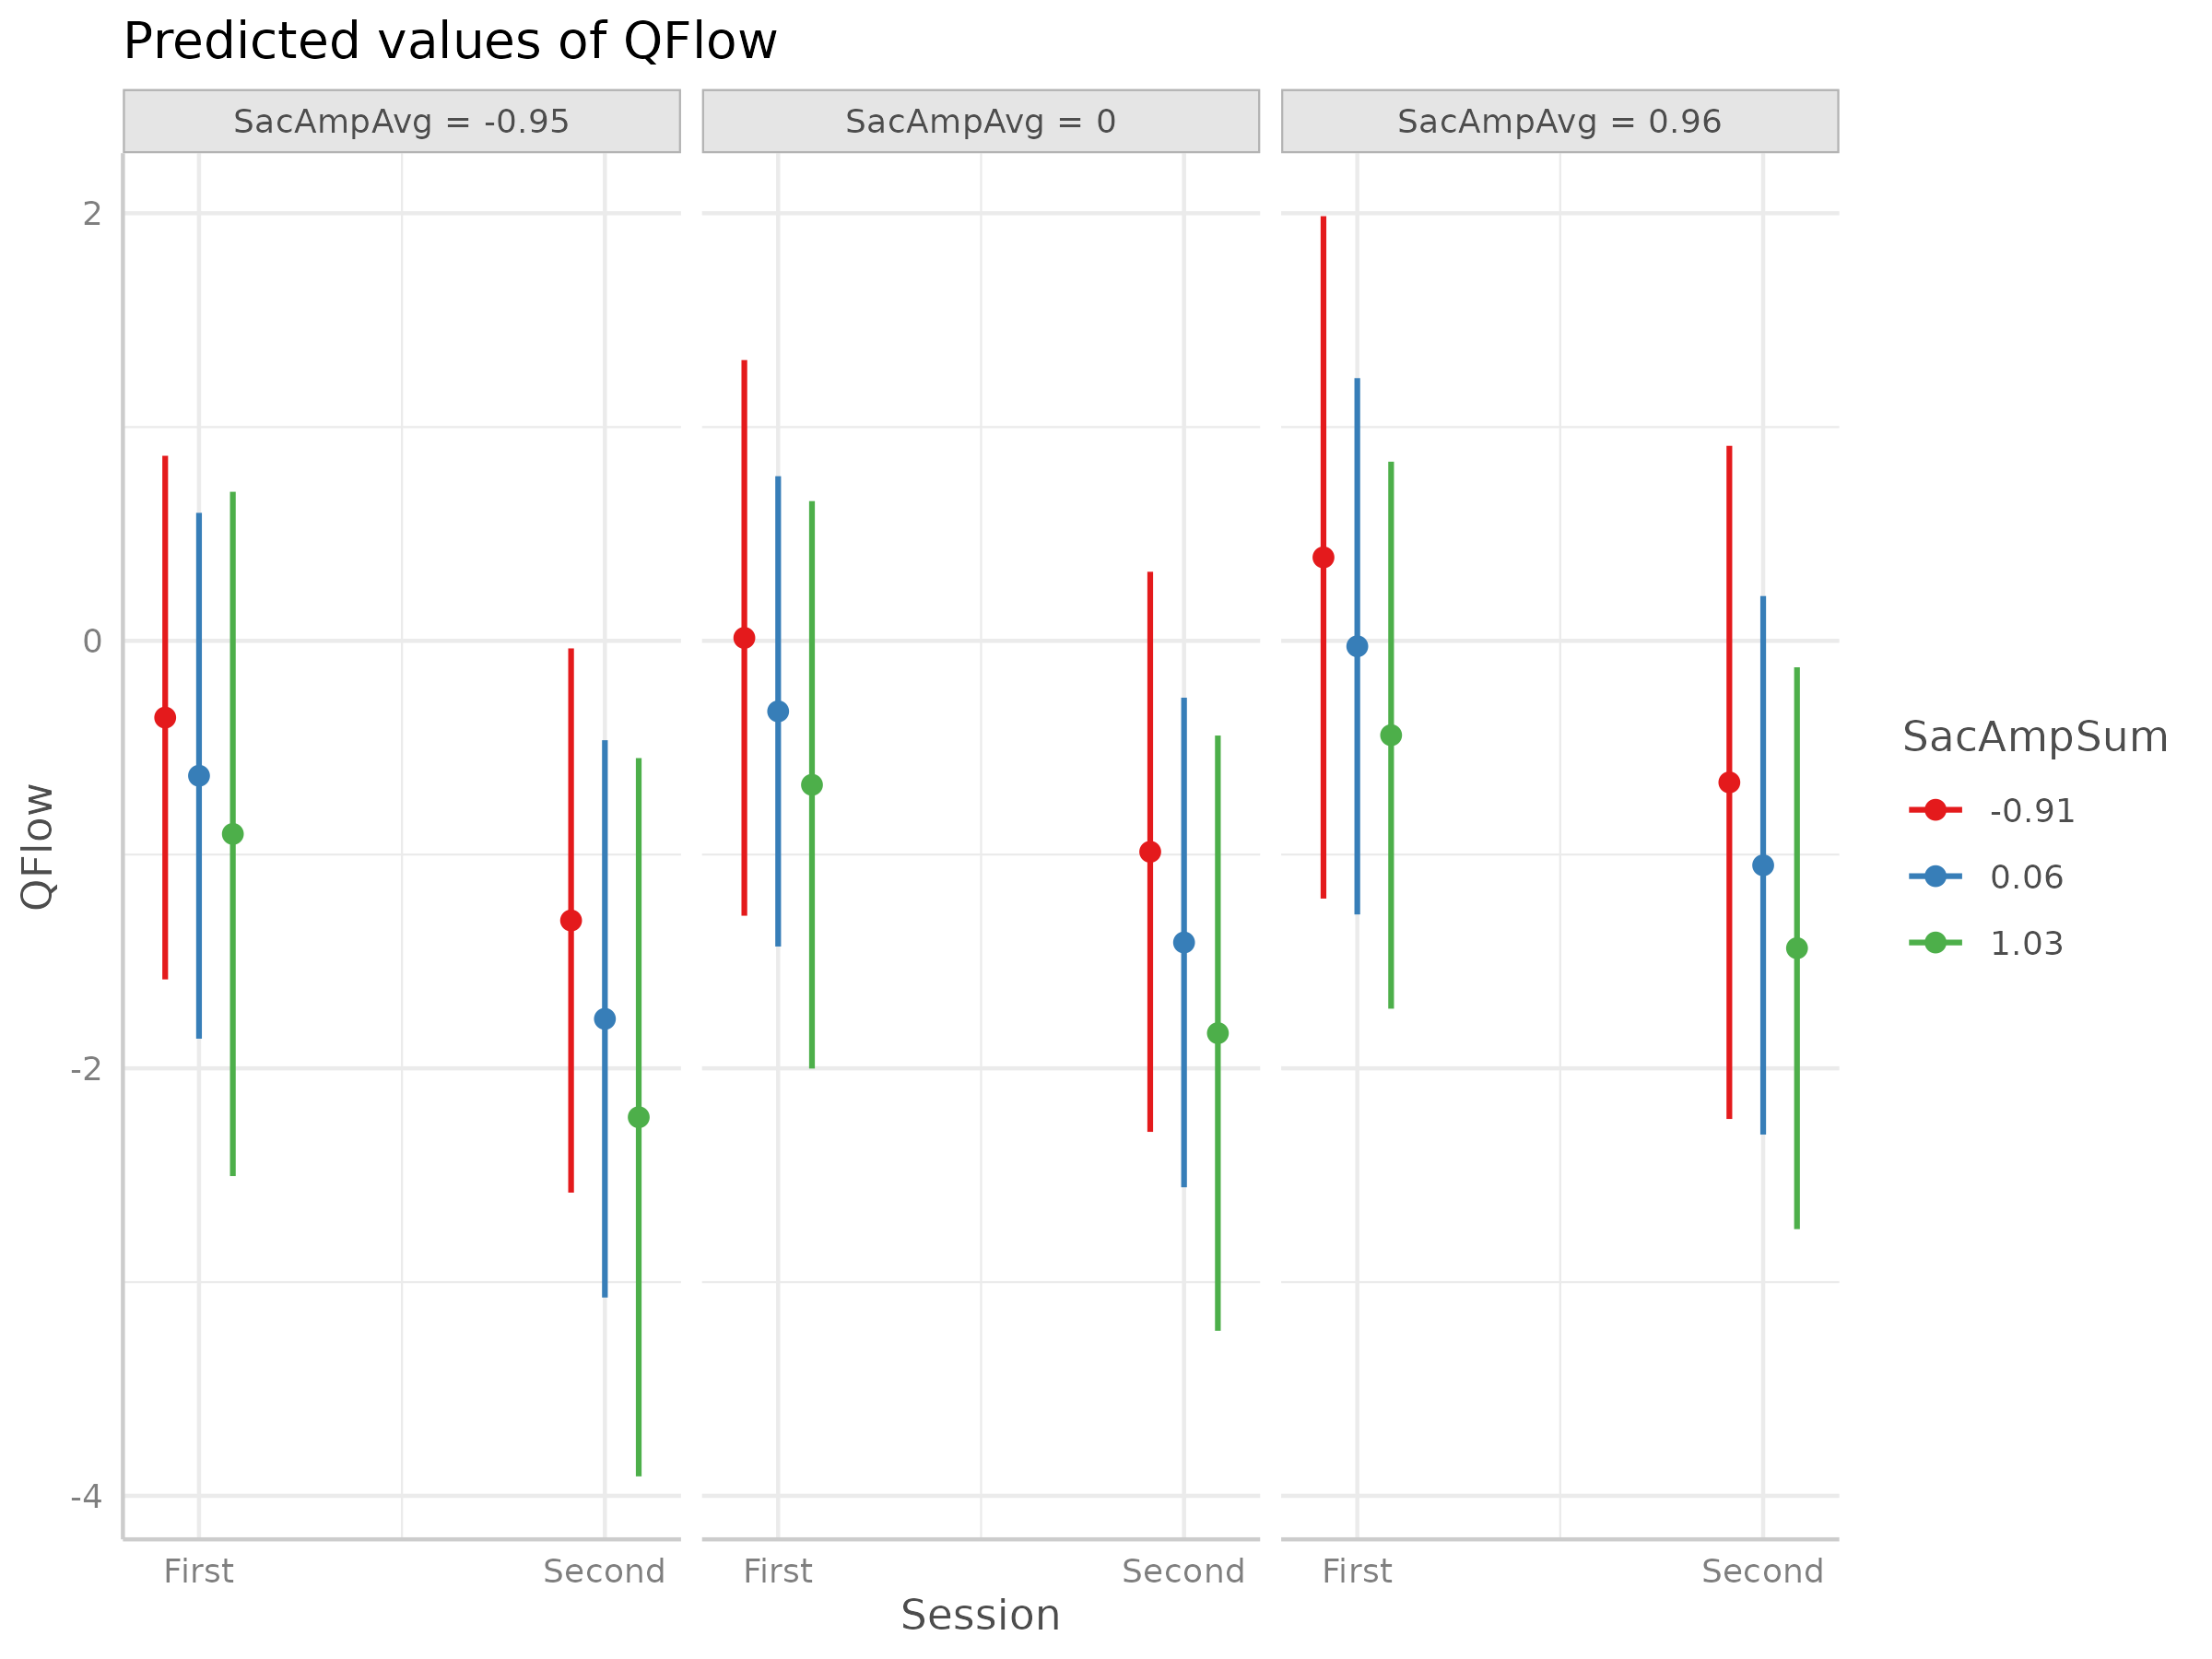 Predicted values of QFlow
SacAmpAvg = -0.95
SacAmpAvg = 0
SacAmpAvg = 0.96
2
0
-2
-4
QFlow
First
Second
First
Second
First
Second
Session
SacAmpSum
-0.91
0.06
1.03